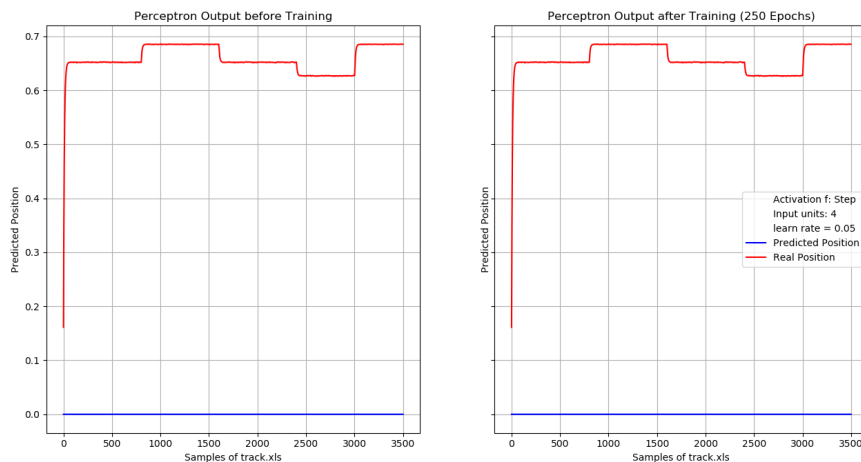 Perceptron Output before Training
Predicted Position
0.7
0.6
0.5
0.4
0.3
0.2
0.1
0.0
0 500 1000 1500 2000 2500 3000 3500
Samples of track.xls
Perceptron Output after Training (250 Epochs)
Predicted Position
Activation f: Step
Input units: 4
learn rate = 0.05
Predicted Position
Real Position
0 500 1000 1500 2000 2500 3000 3500
Samples of track.xls